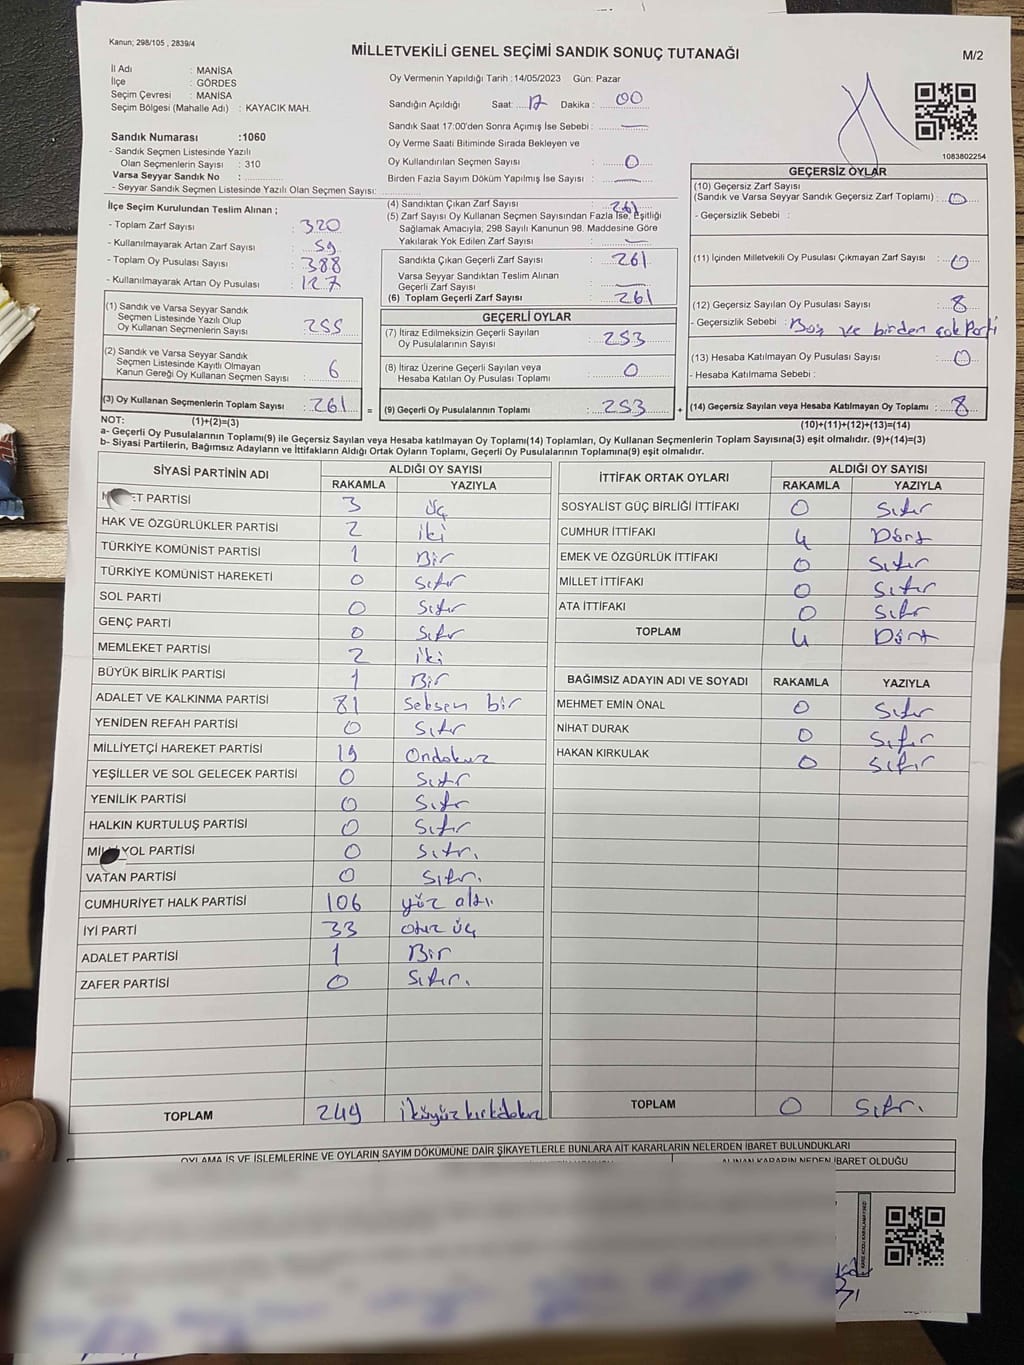 Kanun; 298/105 , 2839/4
MİLLETVEKİLİ GENEL SEÇİMİ SANDIK SONUÇ TUTANAĞI
M/2
İl Adı : MANİSA
İlçe : GÖRDES
Seçim Çevresi : MANİSA
Seçim Bölgesi (Mahalle Adı) : KAYACIK MAH.
Sandık Numarası :1060
- Sandık Seçmen Listesinde Yazılı
Olan Seçmenlerin Sayısı : 310
Varsa Seyyar Sandık No :
- Seyyar Sandık Seçmen Listesinde Yazılı Olan Seçmen Sayısı:
Oy Vermenin Yapıldığı Tarih :14/05/2023 Gün: Pazar
Sandığın Açıldığı Saat: 17 Dakika : 00
Sandık Saat 17:00'den Sonra Açımış İse Sebebi : —
Oy Verme Saati Bitiminde Sırada Bekleyen ve
Oy Kullandırılan Seçmen Sayısı : 0
Birden Fazla Sayım Döküm Yapılmış İse Sayısı : —
1083802254
İlçe Seçim Kurulundan Teslim Alınan ;
- Toplam Zarf Sayısı : 320
- Kullanılmayarak Artan Zarf Sayısı : 59
- Toplam Oy Pusulası Sayısı : 388
- Kullanılmayarak Artan Oy Pusulası : 127
(1) Sandık ve Varsa Seyyar Sandık
Seçmen Listesinde Yazılı Olup
Oy Kullanan Seçmenlerin Sayısı : 255
(2) Sandık ve Varsa Seyyar Sandık
Seçmen Listesinde Kayıtlı Olmayan
Kanun Gereği Oy Kullanan Seçmen Sayısı : 6
(3) Oy Kullanan Seçmenlerin Toplam Sayısı : 261 =
(4) Sandıktan Çıkan Zarf Sayısı : 261
(5) Zarf Sayısı Oy Kullanan Seçmen Sayısından Fazla İse, Eşitliği
Sağlamak Amacıyla; 298 Sayılı Kanunun 98. Maddesine Göre
Yakılarak Yok Edilen Zarf Sayısı : —
Sandıkta Çıkan Geçerli Zarf Sayısı : 261
Varsa Seyyar Sandıktan Teslim Alınan
Geçerli Zarf Sayısı : —
(6) Toplam Geçerli Zarf Sayısı : 261
GEÇERLİ OYLAR
(7) İtiraz Edilmeksizin Geçerli Sayılan
Oy Pusulalarının Sayısı : 253
(8) İtiraz Üzerine Geçerli Sayılan veya
Hesaba Katılan Oy Pusulası Toplamı : 0
(9) Geçerli Oy Pusulalarının Toplamı : 253 +
GEÇERSİZ OYLAR
(10) Geçersiz Zarf Sayısı
(Sandık ve Varsa Seyyar Sandık Geçersiz Zarf Toplamı) : 0
- Geçersizlik Sebebi :
(11) İçinden Milletvekili Oy Pusulası Çıkmayan Zarf Sayısı : 0
(12) Geçersiz Sayılan Oy Pusulası Sayısı : 8
- Geçersizlik Sebebi : Boş ve birden çok Parti
(13) Hesaba Katılmayan Oy Pusulası Sayısı : 0
- Hesaba Katılmama Sebebi :
(14) Geçersiz Sayılan veya Hesaba Katılmayan Oy Toplamı : 8
NOT: (1)+(2)=(3) (10)+(11)+(12)+(13)=(14)
a- Geçerli Oy Pusulalarının Toplamı(9) ile Geçersiz Sayılan veya Hesaba katılmayan Oy Toplamı(14) Toplamları, Oy Kullanan Seçmenlerin Toplam Sayısına(3) eşit olmalıdır. (9)+(14)=(3)
b- Siyasi Partilerin, Bağımsız Adayların ve İttifakların Aldığı Ortak Oyların Toplamı, Geçerli Oy Pusulalarının Toplamına(9) eşit olmalıdır.
SİYASİ PARTİNİN ADI ALDIĞI OY SAYISI
RAKAMLA YAZIYLA
PARTİSİ 3 Üç
HAK VE ÖZGÜRLÜKLER PARTİSİ 2 iki
TÜRKİYE KOMÜNİST PARTİSİ 1 Bir
TÜRKİYE KOMÜNİST HAREKETİ 0 Sıfır
SOL PARTİ 0 Sıfır
GENÇ PARTİ 0 Sıfır
MEMLEKET PARTİSİ 2 iki
BÜYÜK BİRLİK PARTİSİ 1 Bir
ADALET VE KALKINMA PARTİSİ 81 Seksen bir
YENİDEN REFAH PARTİSİ 0 Sıfır
MİLLİYETÇİ HAREKET PARTİSİ 19 Ondokuz
YEŞİLLER VE SOL GELECEK PARTİSİ 0 Sıfır
YENİLİK PARTİSİ 0 Sıfır
HALKIN KURTULUŞ PARTİSİ 0 Sıfır
YOL PARTİSİ 0 Sıfır.
VATAN PARTİSİ 0 Sıfır.
CUMHURİYET HALK PARTİSİ 106 yüz altı.
İYİ PARTİ 33 otuz üç
ADALET PARTİSİ 1 Bir
ZAFER PARTİSİ 0 Sıfır.
TOPLAM 249 ikiyüzkırkdokuz
İTTİFAK ORTAK OYLARI ALDIĞI OY SAYISI
RAKAMLA YAZIYLA
SOSYALİST GÜÇ BİRLİĞİ İTTİFAKI 0 Sıfır
CUMHUR İTTİFAKI 4 Dört
EMEK VE ÖZGÜRLÜK İTTİFAKI 0 Sıfır
MİLLET İTTİFAKI 0 Sıfır
ATA İTTİFAKI 0 Sıfır
TOPLAM 4 Dört
BAĞIMSIZ ADAYIN ADI VE SOYADI RAKAMLA YAZIYLA
MEHMET EMİN ÖNAL 0 Sıfır
NİHAT DURAK 0 Sıfır
HAKAN KIRKULAK 0 Sıfır
TOPLAM 0 Sıfır.
OYLAMA İŞ VE İŞLEMLERİNE VE OYLARIN SAYIM DÖKÜMÜNE DAİR ŞİKAYETLERLE BUNLARA AİT KARARLARIN NELERDEN İBARET BULUNDUKLARI
ALINAN KARARIN NEDEN İBARET OLDUĞU